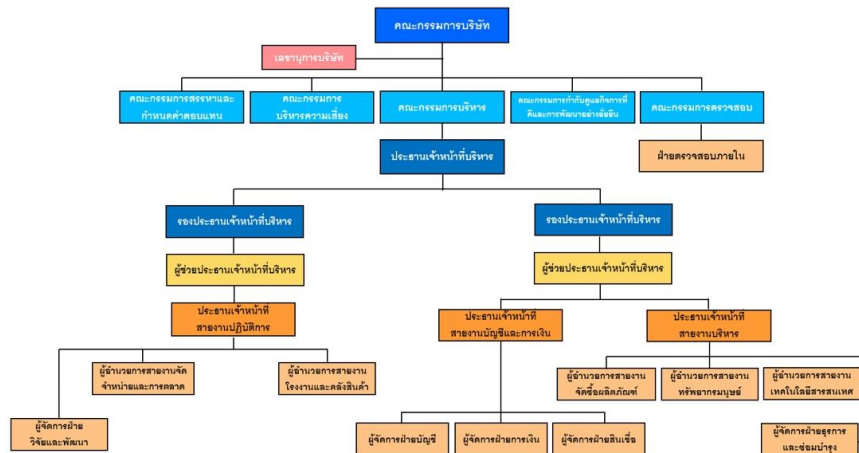 คณะกรรมการบริษัท
เลขานุการบริษัท
คณะกรรมการสรรหาและ
กำหนดค่าตอบแทน
คณะกรรมการ
บริหารความเสี่ยง
คณะกรรมการบริหาร
คณะกรรมการกำกับดูแลกิจการที่
ดีและการพัฒนาอย่างยั่งยืน
คณะกรรมการตรวจสอบ
ประธานเจ้าหน้าที่บริหาร
ฝ่ายตรวจสอบภายใน
รองประธานเจ้าหน้าที่บริหาร
รองประธานเจ้าหน้าที่บริหาร
ผู้ช่วยประธานเจ้าหน้าที่บริหาร
ผู้ช่วยประธานเจ้าหน้าที่บริหาร
ประธานเจ้าหน้าที่
สายงานปฏิบัติการ
ประธานเจ้าหน้าที่
สายงานบัญชีและการเงิน
ประธานเจ้าหน้าที่
สายงานบริหาร
ผู้อำนวยการสายงานจัด
จำหน่ายและการตลาด
ผู้อำนวยการสายงาน
โรงงานและคลังสินค้า
ผู้อำนวยการสายงาน
จัดซื้อผลิตภัณฑ์
ผู้อำนวยการสายงาน
ทรัพยากรมนุษย์
ผู้อำนวยการสายงาน
เทคโนโลยีสารสนเทศ
ผู้จัดการฝ่าย
วิจัยและพัฒนา
ผู้จัดการฝ่ายบัญชี
ผู้จัดการฝ่ายการเงิน
ผู้จัดการฝ่ายสินเชื่อ
ผู้จัดการฝ่ายธุรการ
และซ่อมบำรุง